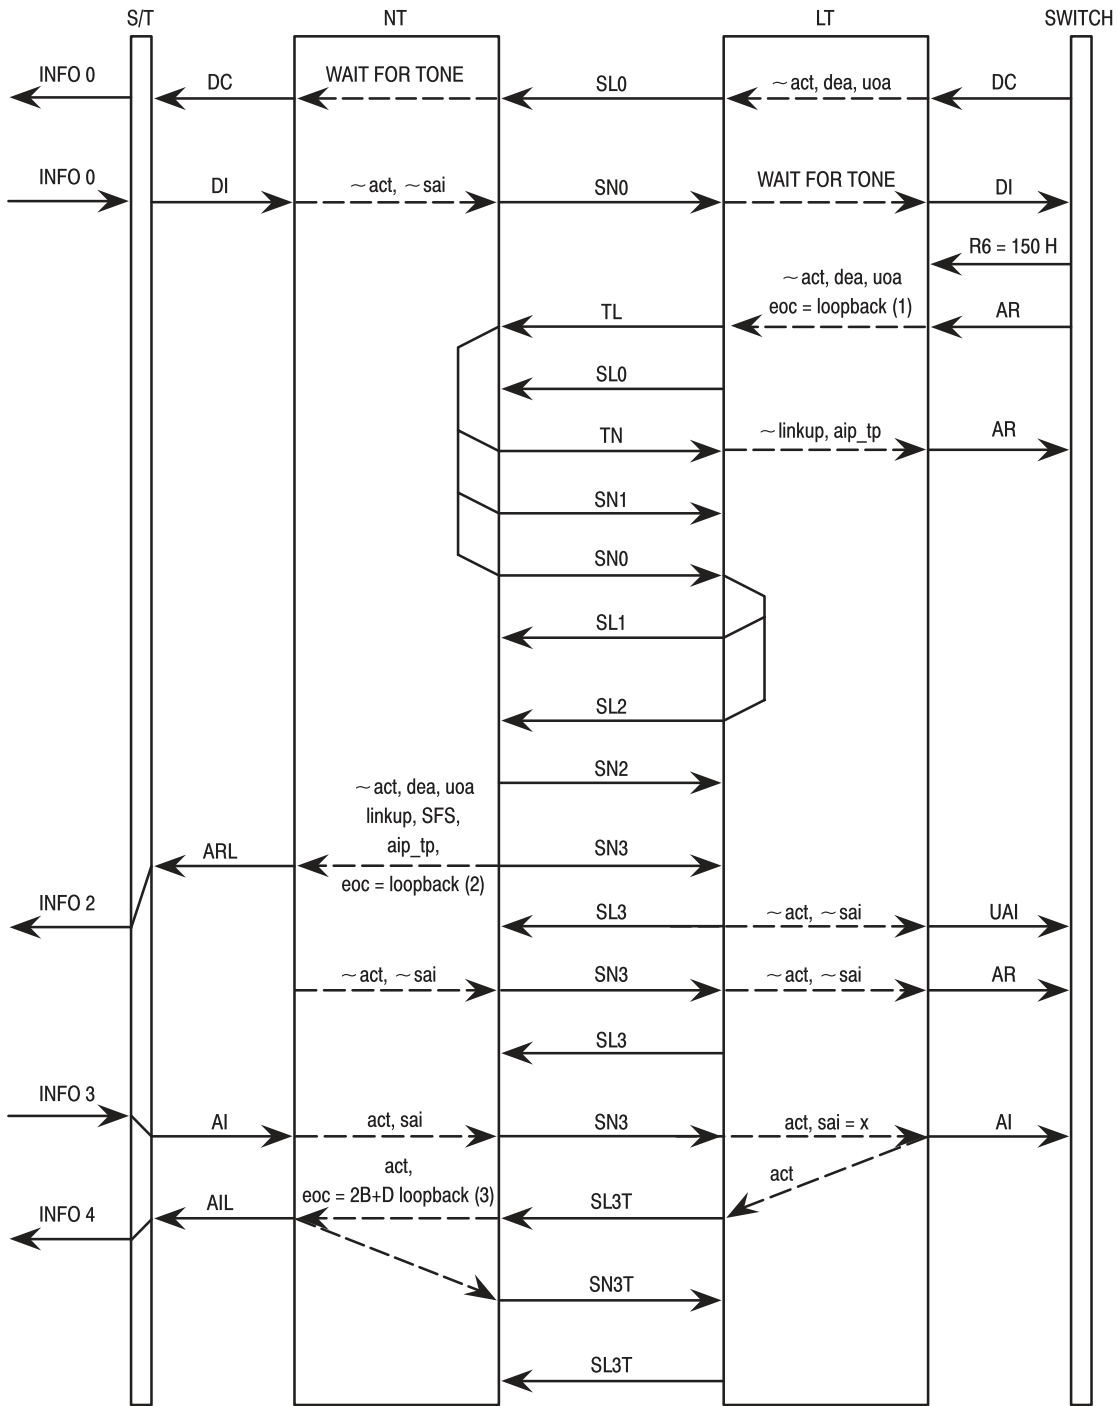 S/T NT LT SWITCH
INFO 0 DC WAIT FOR TONE SL0 ~act, dea, uoa DC
INFO 0 DI ~act, ~sai SN0 WAIT FOR TONE DI
R6 = 150 H
~act, dea, uoa
TL eoc = loopback (1) AR
SL0
TN ~linkup, aip_tp AR
SN1
SN0
SL1
SL2
SN2
~act, dea, uoa
linkup, SFS,
ARL aip_tp, SN3
eoc = loopback (2)
INFO 2 SL3 ~act, ~sai UAI
~act, ~sai SN3 ~act, ~sai AR
SL3
INFO 3
AI act, sai SN3 act, sai = x AI
act,
act
eoc = 2B+D loopback (3)
INFO 4 AIL SL3T
SN3T
SL3T